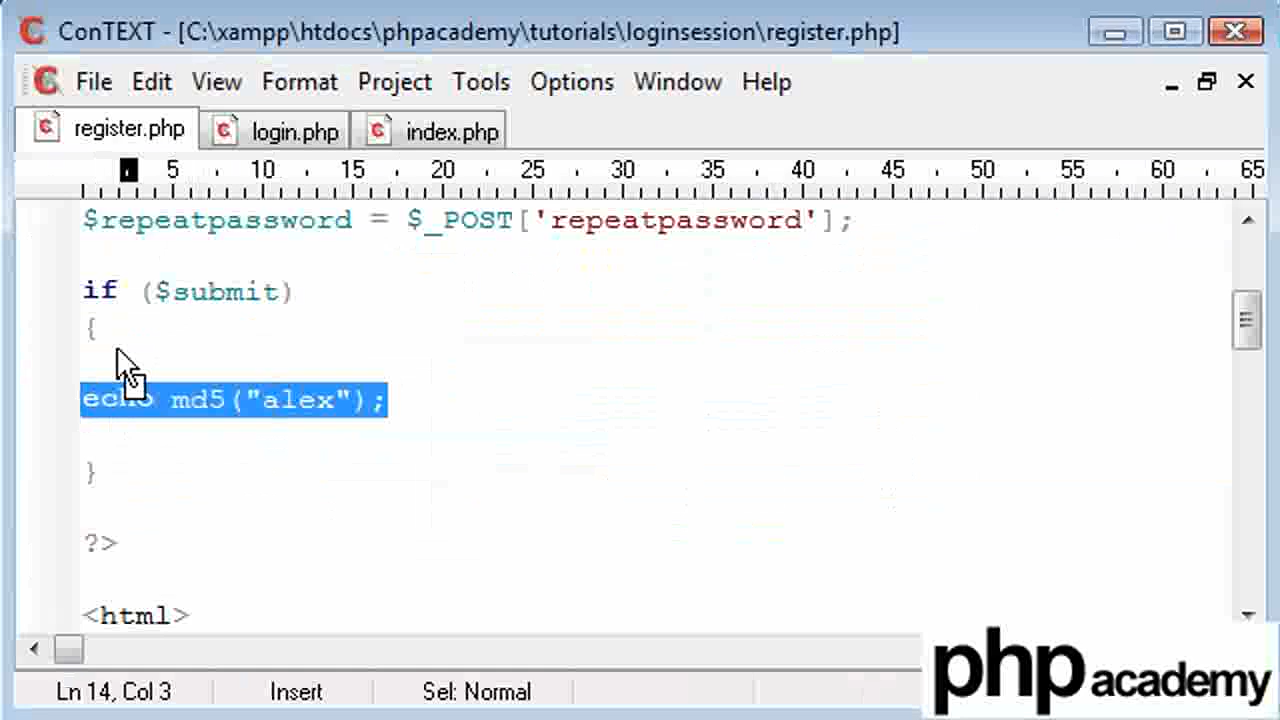 ConTEXT - [C:\xampp\htdocs\phpacademy\tutorials\loginsession\register.php]
File Edit View Format Project Tools Options Window Help
register.php login.php index.php
5 10 15 20 25 30 35 40 45 50 55 60 65
$repeatpassword = $_POST['repeatpassword'];
if ($submit)
{
echo md5("alex");
}
?>
<html>
Ln 14, Col 3 Insert Sel: Normal
php academy